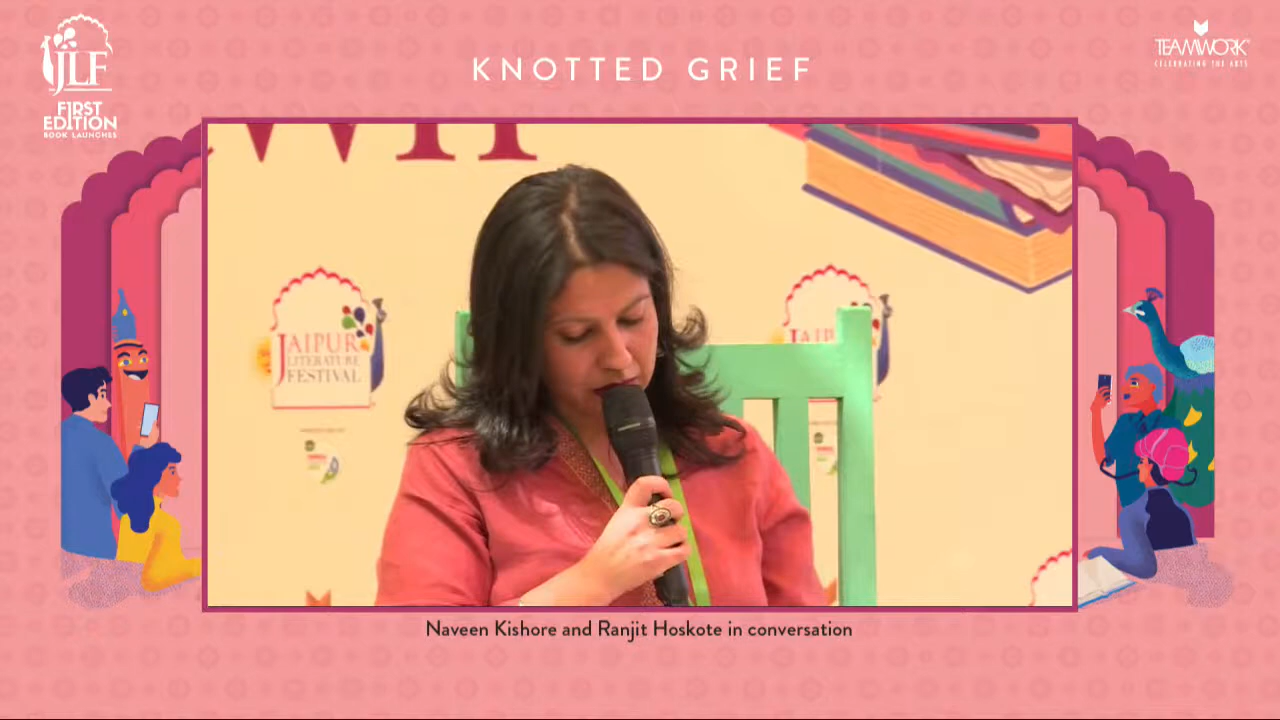 JLF
FIRST
EDITION
BOOK LAUNCHES
KNOTTED GRIEF
TEAMWORK
CELEBRATING THE ARTS
JAIPUR
LITERATURE
FESTIVAL
JAIPUR
Naveen Kishore and Ranjit Hoskote in conversation